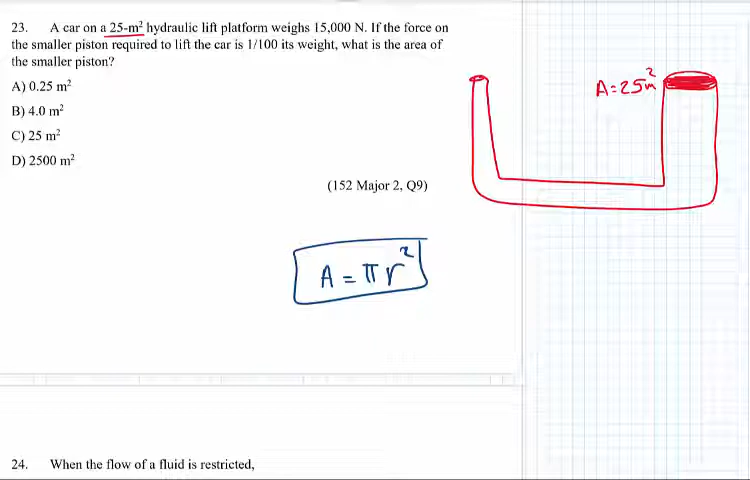 23. A car on a 25-m² hydraulic lift platform weighs 15,000 N. If the force on
the smaller piston required to lift the car is 1/100 its weight, what is the area of
the smaller piston?
A) 0.25 m²
B) 4.0 m²
C) 25 m²
D) 2500 m²
(152 Major 2, Q9)
A=25m²
A = πr²
24. When the flow of a fluid is restricted,